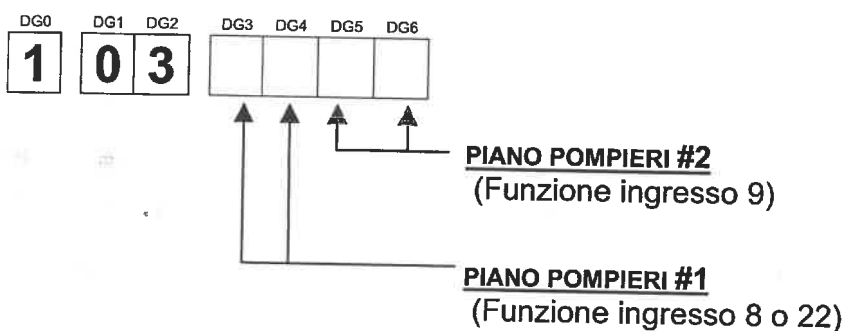 DG0 DG1 DG2 DG3 DG4 DG5 DG6
1 0 3
PIANO POMPIERI #2
(Funzione ingresso 9)
PIANO POMPIERI #1
(Funzione ingresso 8 o 22)